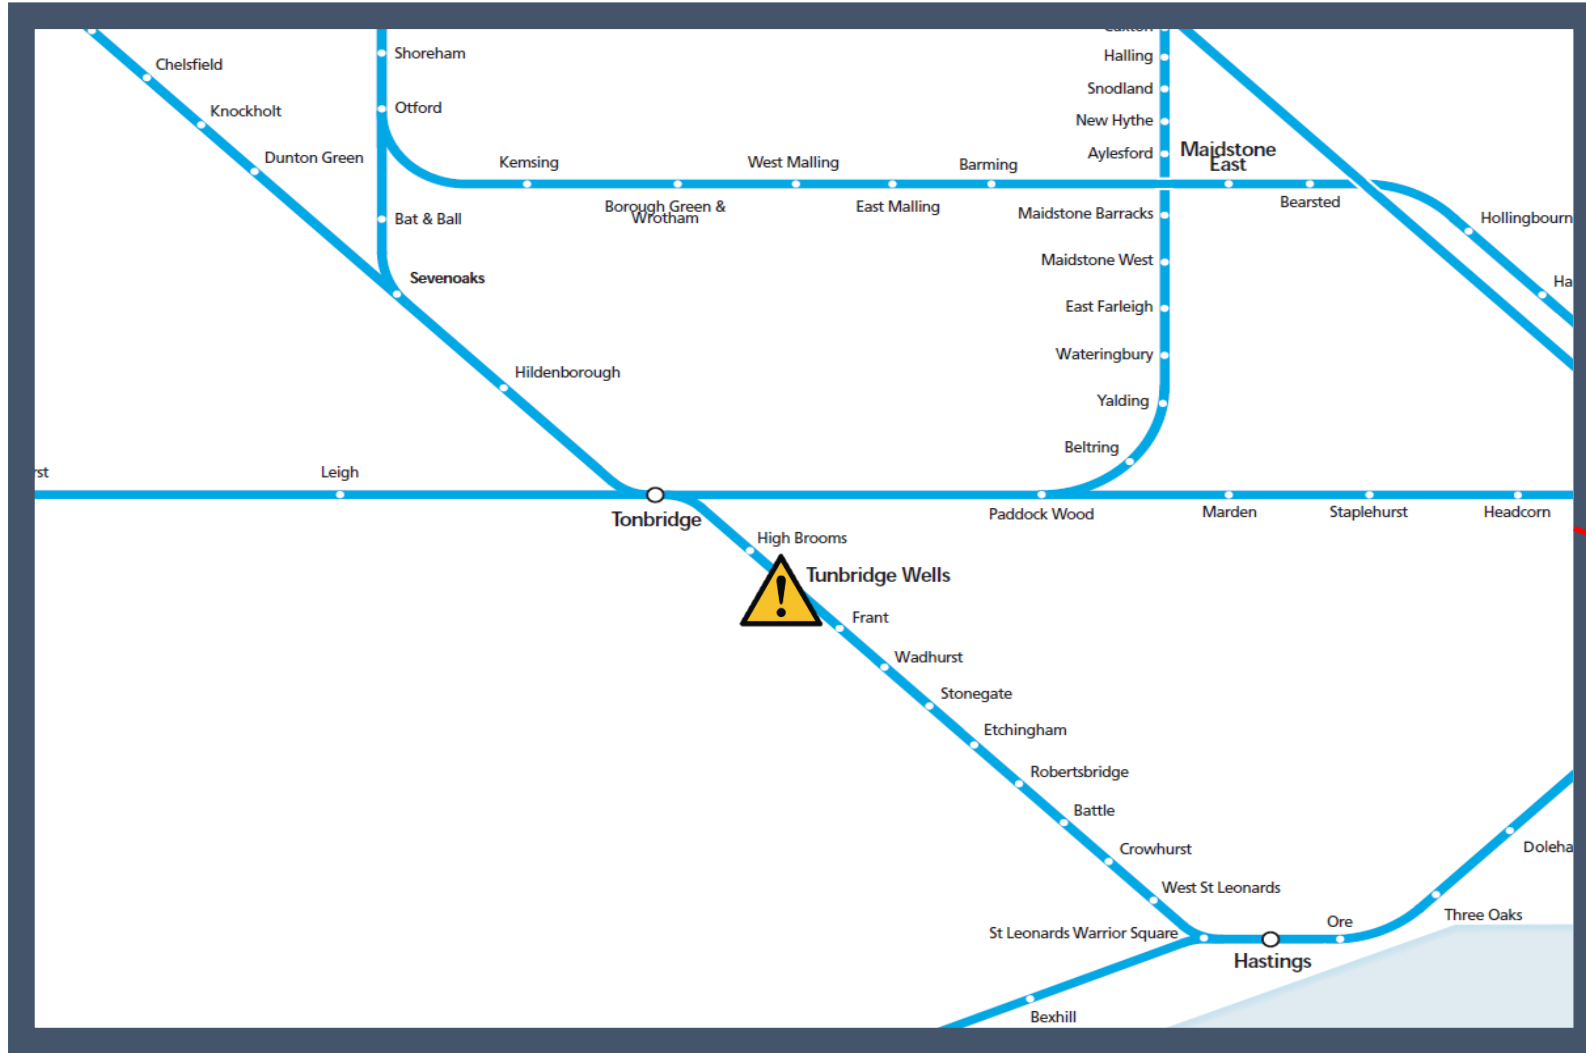 Chelsfield
Shoreham
Halling
Snodland
Knockholt
Otford
New Hythe
Dunton Green
Kemsing
West Malling
Barming
Aylesford
Maidstone
East
Borough Green &
Wrotham
East Malling
Bearsted
Bat & Ball
Maidstone Barracks
Hollingbourn
Maidstone West
Sevenoaks
Ha
East Farleigh
Wateringbury
Hildenborough
Yalding
Beltring
rst
Leigh
Tonbridge
Paddock Wood
Marden
Staplehurst
Headcorn
High Brooms
!
Tunbridge Wells
Frant
Wadhurst
Stonegate
Etchingham
Robertsbridge
Battle
Crowhurst
Doleha
West St Leonards
St Leonards Warrior Square
Ore
Three Oaks
Hastings
Bexhill